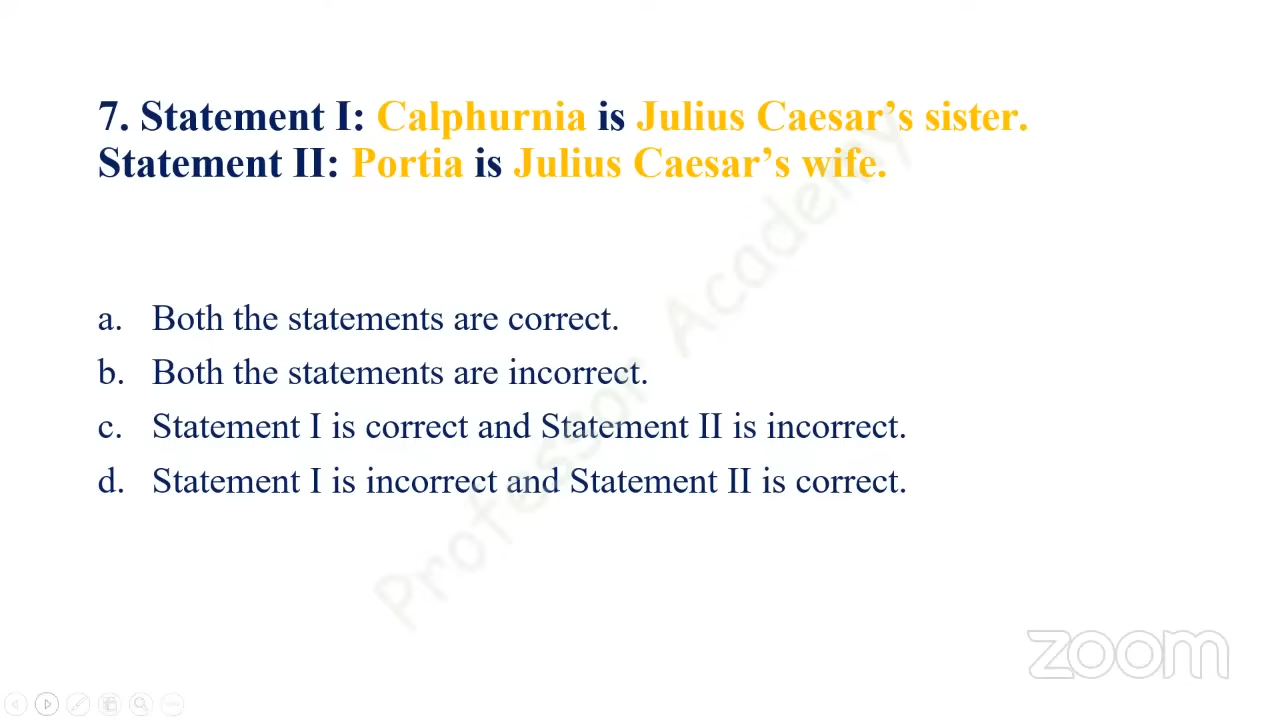 7. Statement I: Calphurnia is Julius Caesar’s sister.
Statement II: Portia is Julius Caesar’s wife.
a. Both the statements are correct.
b. Both the statements are incorrect.
c. Statement I is correct and Statement II is incorrect.
d. Statement I is incorrect and Statement II is correct.
Professor Academy
zoom